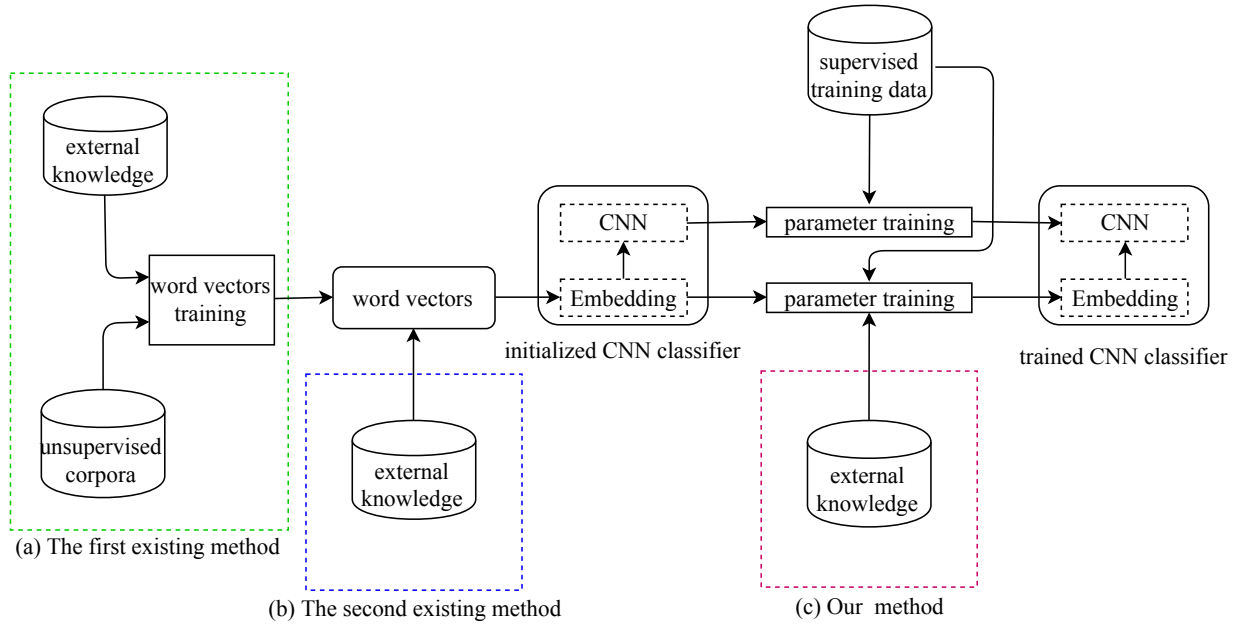 supervised
training data
external
knowledge
CNN
parameter training
CNN
word vectors
training
word vectors
Embedding
parameter training
Embedding
initialized CNN classifier
trained CNN classifier
unsupervised
corpora
external
knowledge
external
knowledge
(a) The first existing method
(b) The second existing method
(c) Our method